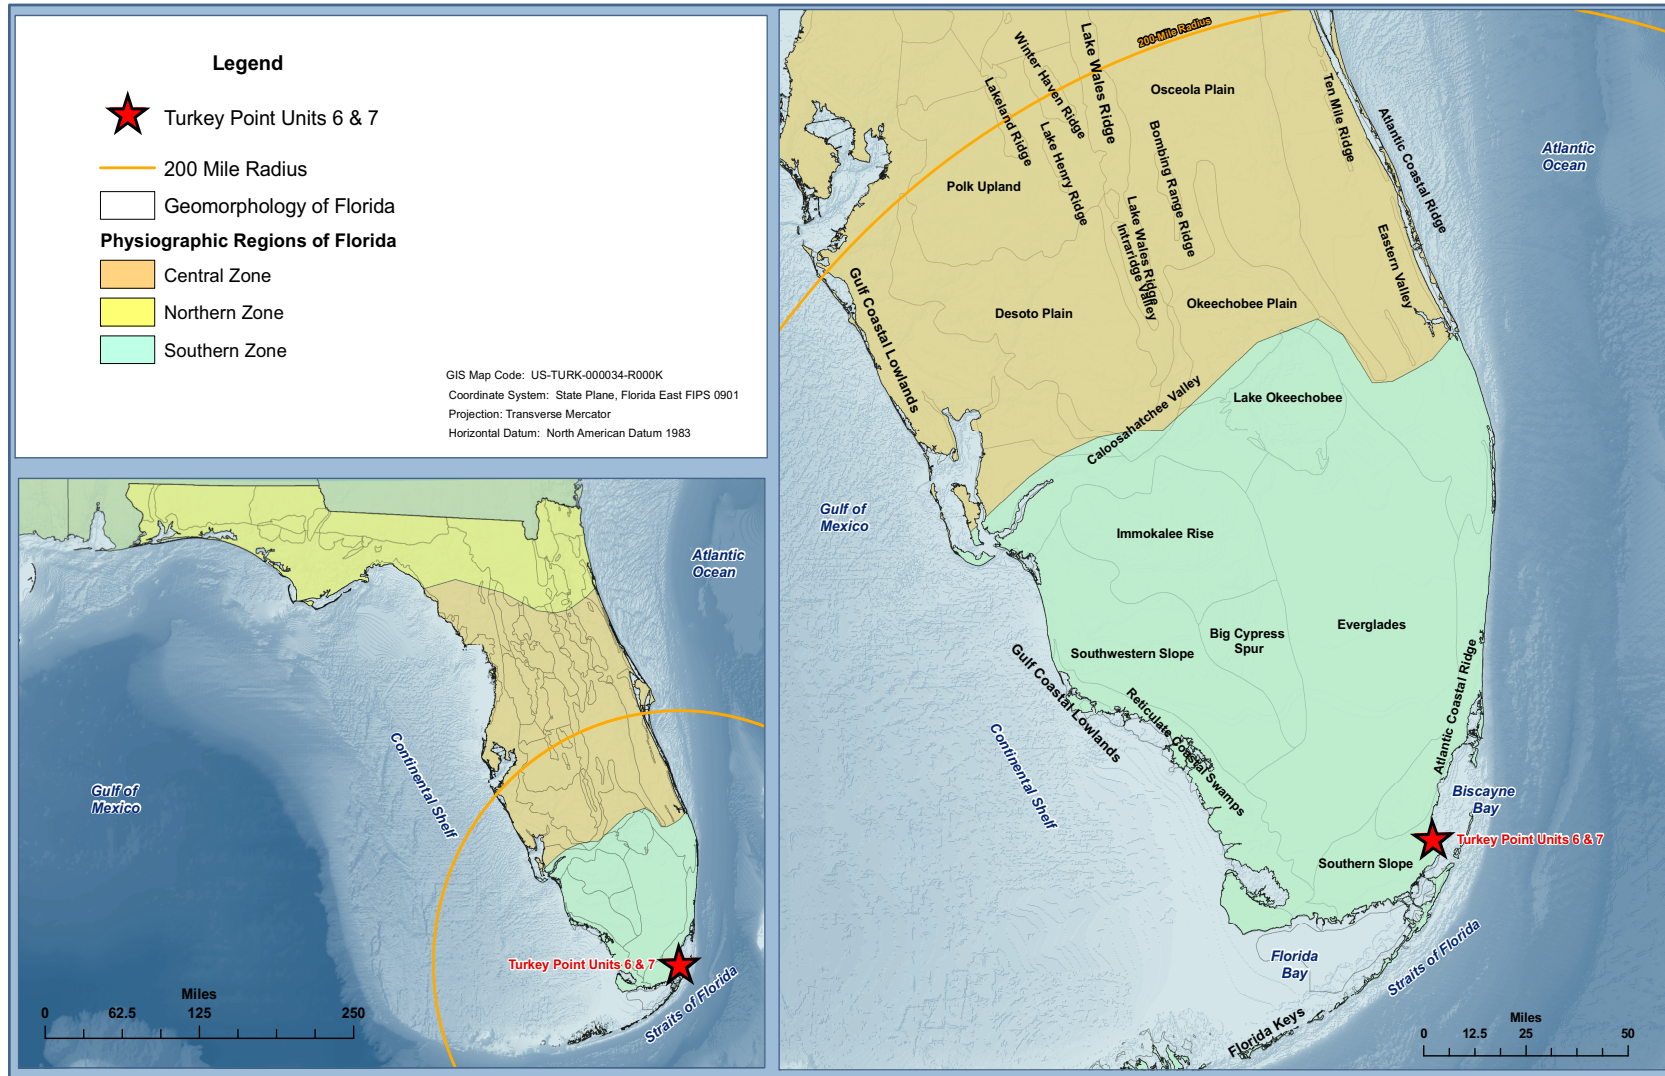 Legend
Turkey Point Units 6 & 7
200 Mile Radius
Geomorphology of Florida
Physiographic Regions of Florida
Central Zone
Northern Zone
Southern Zone
GIS Map Code: US-TURK-000034-R000K
Coordinate System: State Plane, Florida East FIPS 0901
Projection: Transverse Mercator
Horizontal Datum: North American Datum 1983
Atlantic
Ocean
Gulf of
Mexico
Continental Shelf
Turkey Point Units 6 & 7
Straits of Florida
Miles
0 62.5 125 250
200-Mile Radius
Winter Haven Ridge
Lake Wales Ridge
Lakeland Ridge
Osceola Plain
Ten Mile Ridge
Atlantic Coastal Ridge
Atlantic
Ocean
Lake Henry Ridge
Bombing Range Ridge
Polk Upland
Lake Wales Ridge
Intraridge Valley
Eastern Valley
Gulf Coastal Lowlands
Desoto Plain
Okeechobee Plain
Caloosahatchee Valley
Lake Okeechobee
Gulf of
Mexico
Immokalee Rise
Everglades
Big Cypress
Spur
Southwestern Slope
Gulf Coastal Lowlands
Reticulate Coastal Swamps
Atlantic Coastal Ridge
Continental Shelf
Biscayne
Bay
Turkey Point Units 6 & 7
Southern Slope
Florida
Bay
Straits of Florida
Florida Keys
Miles
0 12.5 25 50